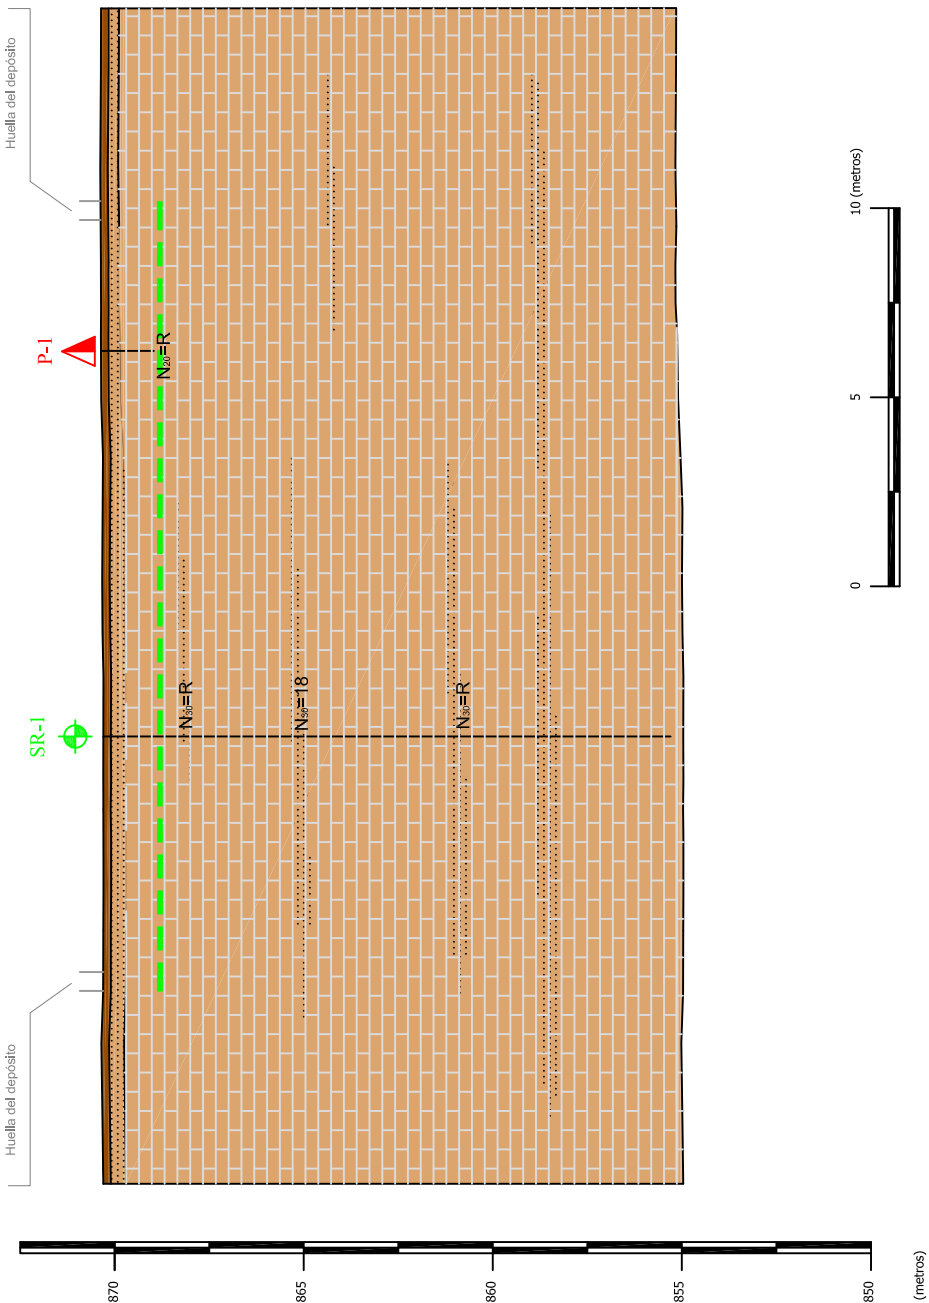 Huella del depósito
Huella del depósito
SR-1
P-1
N20=R
N30=R
N30=18
N30=R
870
865
860
855
850
(metros)
0
5
10 (metros)